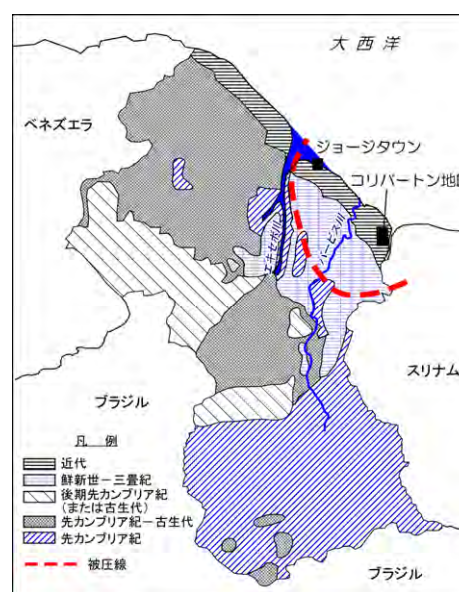 大西洋
ベネズエラ
ジョージタウン
コリバートン地
エキセボ川
バービス川
スリナム
ブラジル
凡 例
近代
鮮新世－三畳紀
後期先カンブリア紀
(または古生代)
先カンブリア紀－古生代
先カンブリア紀
被圧線
ブラジル